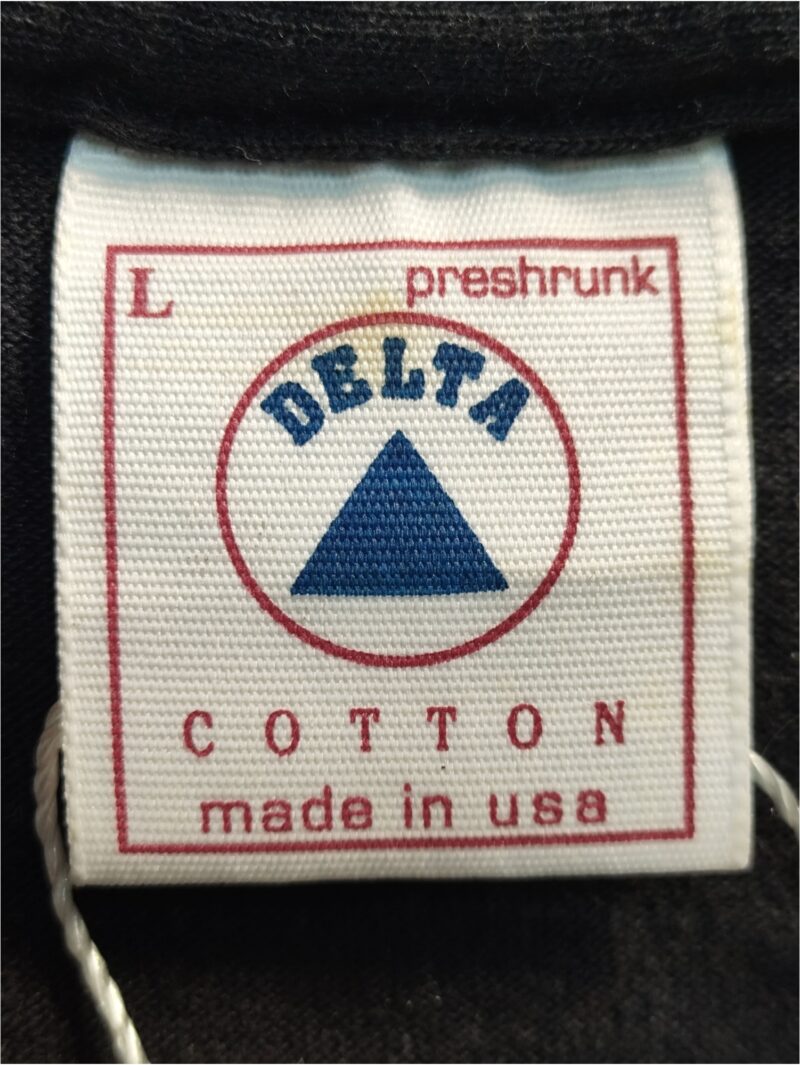 L preshrunk
DELTA
COTTON
made in usa